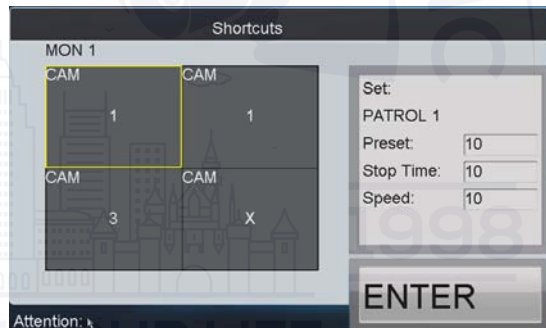 Shortcuts
MON 1
CAM
1
CAM
1
CAM
3
CAM
X
Set:
PATROL 1
Preset: 10
Stop Time: 10
Speed: 10
ENTER
Attention:
1998